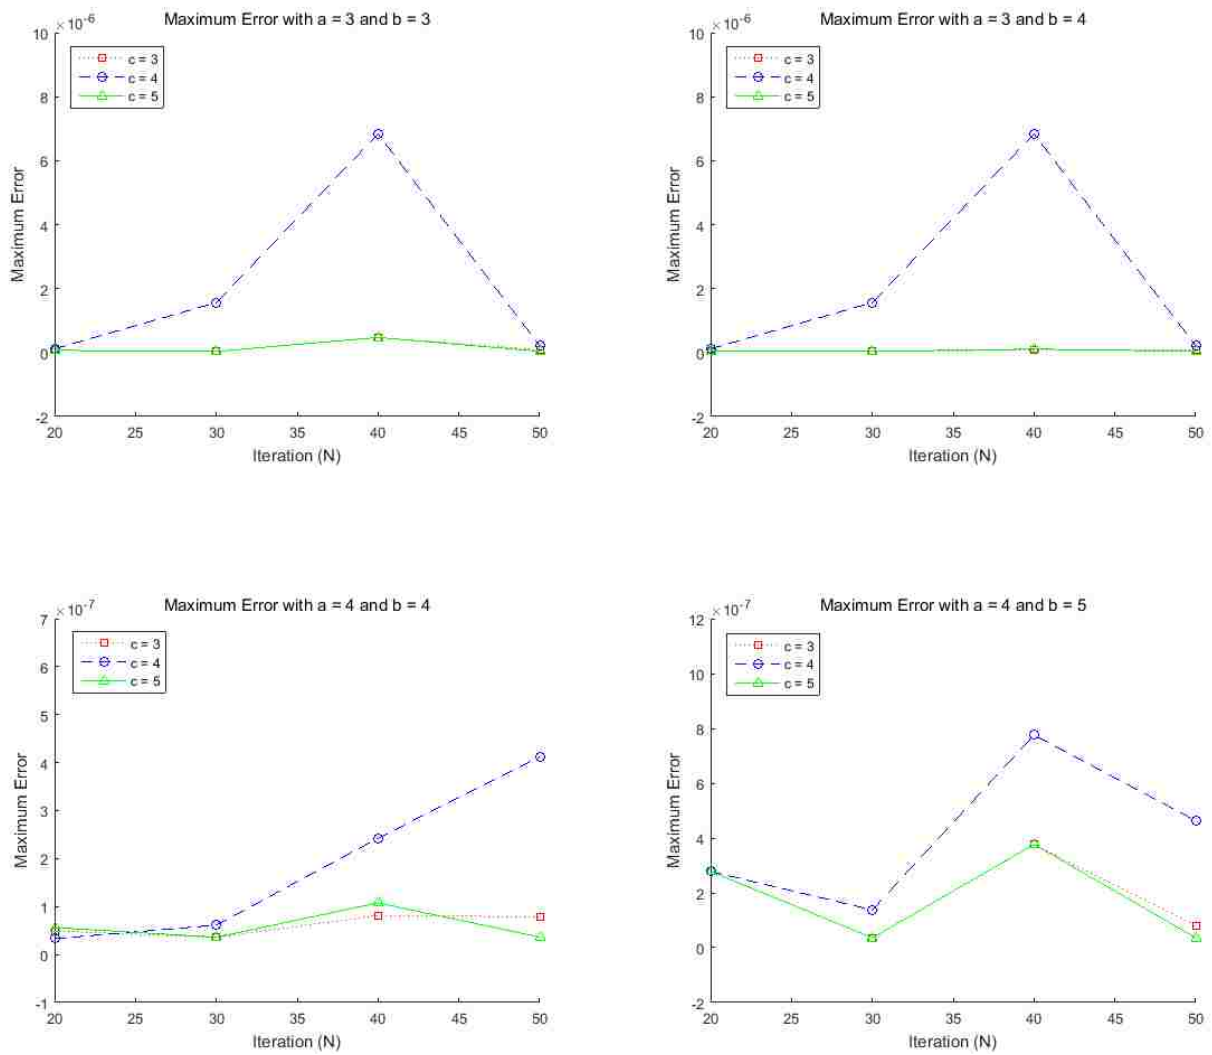 Maximum Error with a = 3 and b = 3
×10-6
10
8
6
4
2
0
-2
20 25 30 35 40 45 50
Maximum Error
Iteration (N)
c = 3
c = 4
c = 5
Maximum Error with a = 3 and b = 4
×10-6
10
8
6
4
2
0
-2
20 25 30 35 40 45 50
Maximum Error
Iteration (N)
c = 3
c = 4
c = 5
Maximum Error with a = 4 and b = 4
×10-7
7
6
5
4
3
2
1
0
-1
20 25 30 35 40 45 50
Maximum Error
Iteration (N)
c = 3
c = 4
c = 5
Maximum Error with a = 4 and b = 5
×10-7
12
10
8
6
4
2
0
-2
20 25 30 35 40 45 50
Maximum Error
Iteration (N)
c = 3
c = 4
c = 5